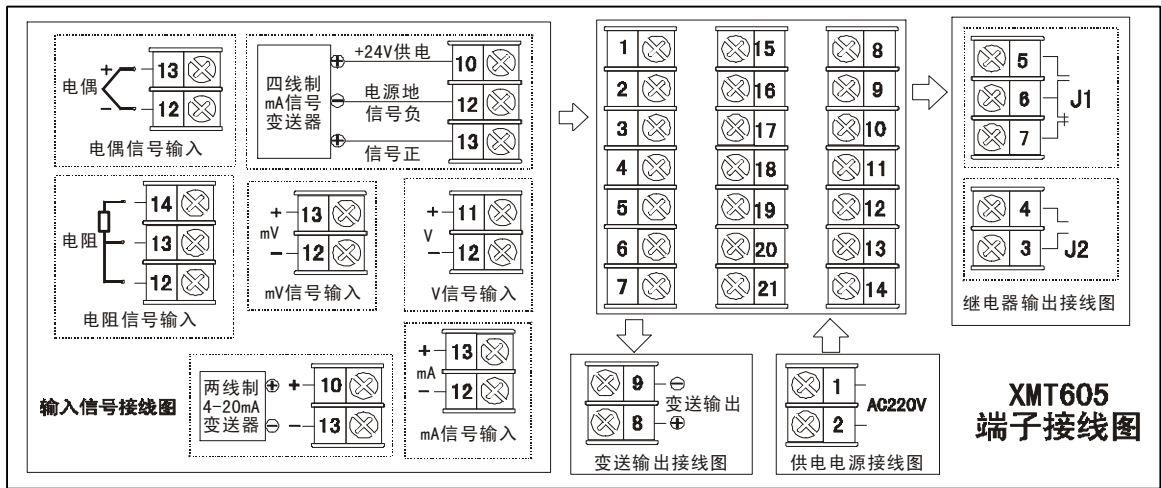 电偶
+
−
13
12
电偶信号输入
四线制
mA信号
变送器
+24V供电
电源地
信号负
信号正
10
12
13
电阻
14
13
12
电阻信号输入
+
mV
−
13
12
mV信号输入
+
V
−
11
12
V信号输入
+
mA
−
13
12
mA信号输入
输入信号接线图
两线制
4-20mA
变送器
+
−
10
13
1 15 8
2 16 9
3 17 10
4 18 11
5 19 12
6 20 13
7 21 14
5
6
7
J1
4
3
J2
继电器输出接线图
9
8
变送输出
变送输出接线图
1
2
AC220V
供电电源接线图
XMT605
端子接线图